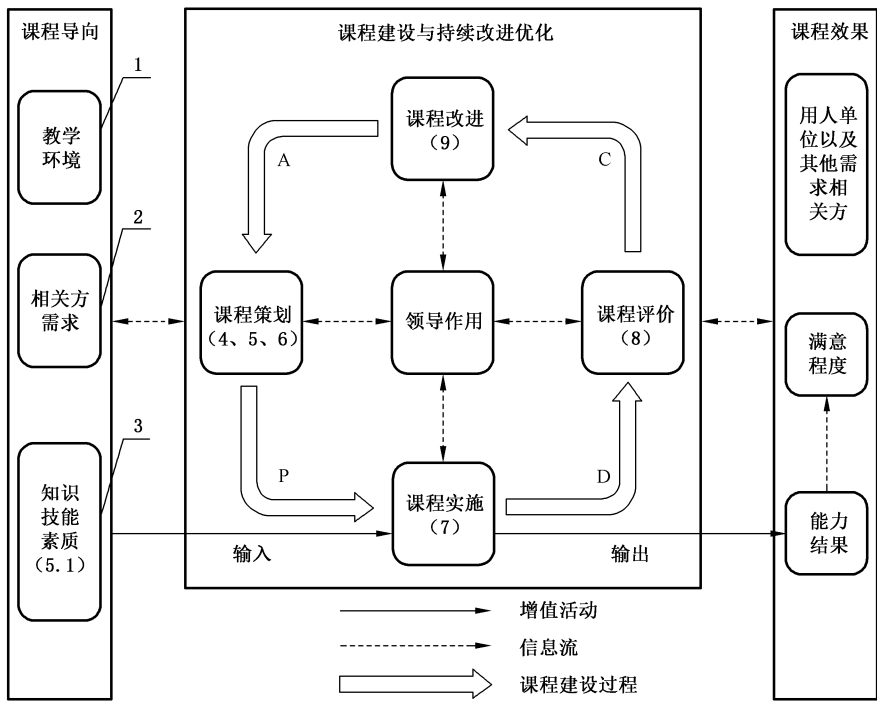 课程导向
1
教学
环境
2
相关方
需求
3
知识
技能
素质
(5.1)
课程建设与持续改进优化
课程改进
(9)
A
C
课程策划
(4、5、6)
领导作用
课程评价
(8)
P
D
课程实施
(7)
输入
输出
课程效果
用人单
位以及
其他需
求相
关方
满意
程度
能力
结果
增值活动
信息流
课程建设过程